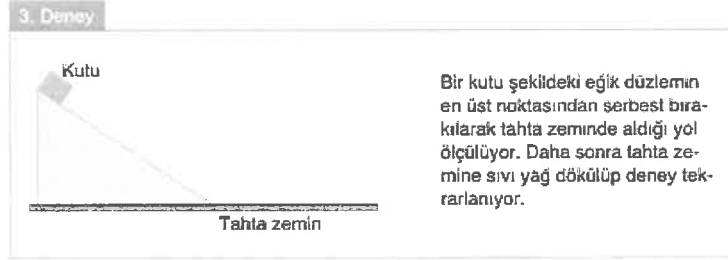 3. Deney
Kutu
Bir kutu şekildeki eğik düzlemin
en üst noktasından serbest bıra-
kılarak tahta zeminde aldığı yol
ölçülüyor. Daha sonra tahta ze-
mine sıvı yağ dökülüp deney tek-
rarlanıyor.
Tahta zemin